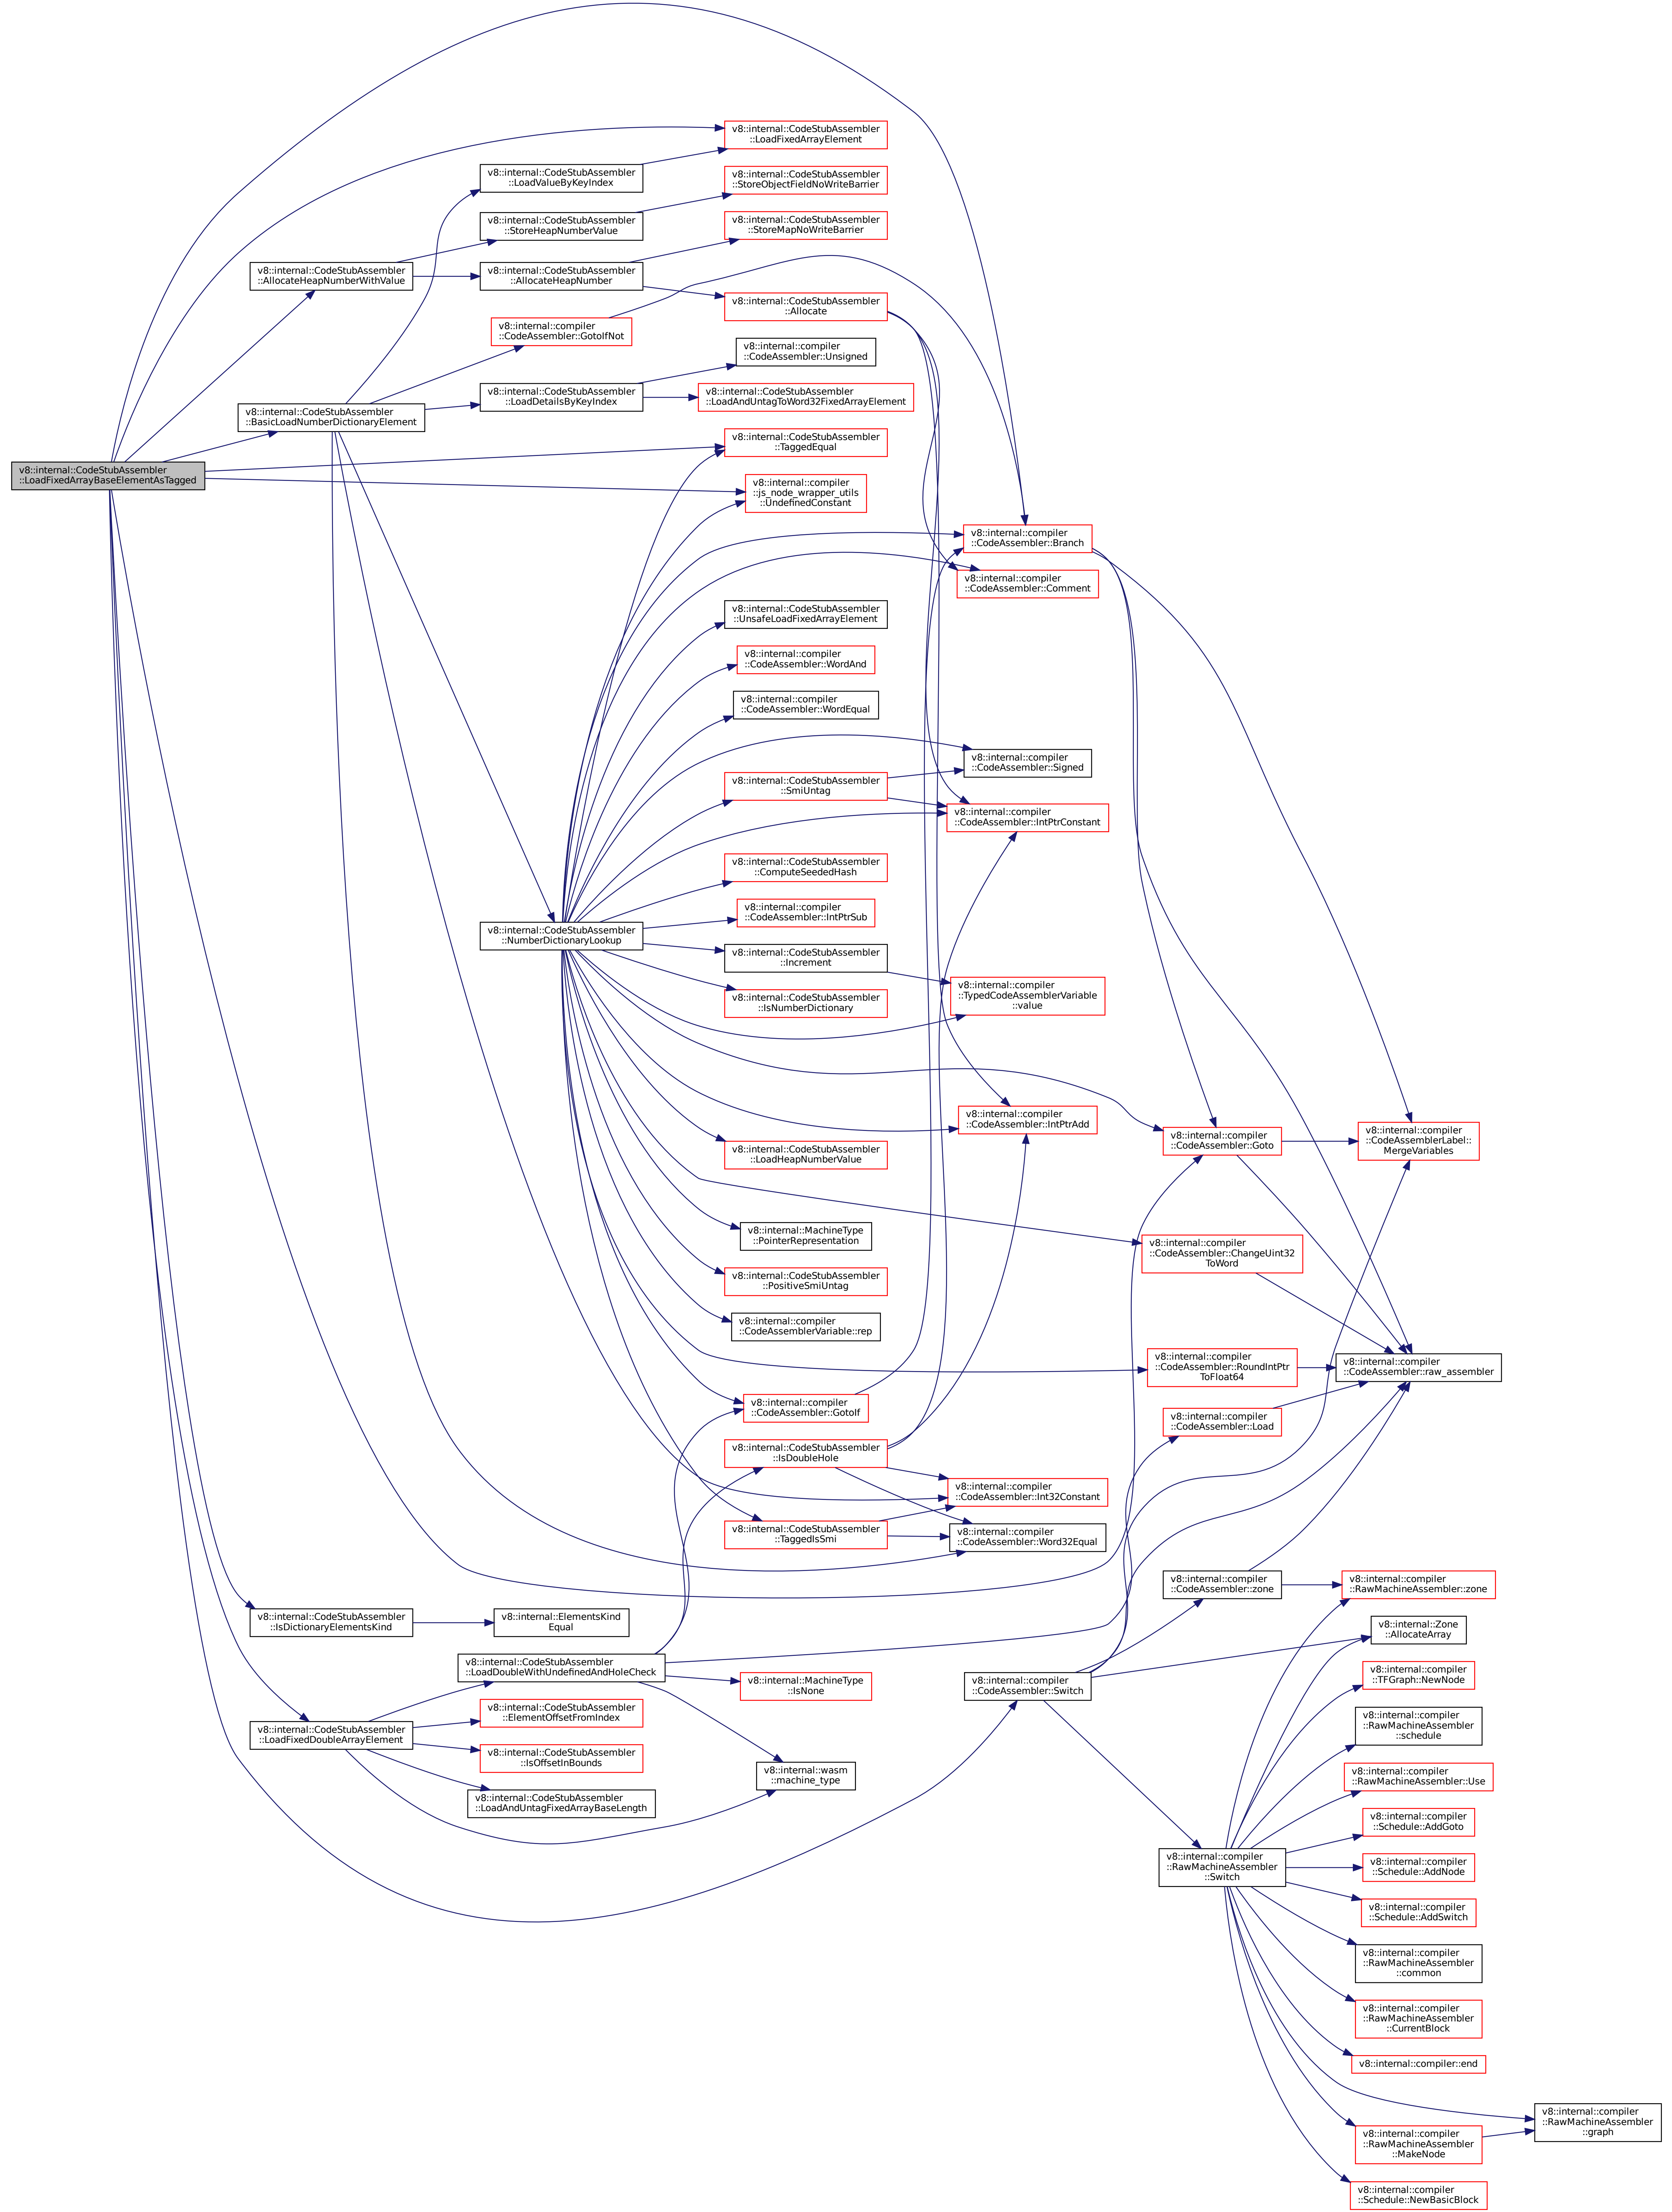 v8::internal::CodeStubAssembler
::LoadFixedArrayBaseElementAsTagged
v8::internal::CodeStubAssembler
::AllocateHeapNumberWithValue
v8::internal::CodeStubAssembler
::BasicLoadNumberDictionaryElement
v8::internal::CodeStubAssembler
::IsDictionaryElementsKind
v8::internal::CodeStubAssembler
::LoadFixedDoubleArrayElement
v8::internal::CodeStubAssembler
::LoadValueByKeyIndex
v8::internal::CodeStubAssembler
::StoreHeapNumberValue
v8::internal::CodeStubAssembler
::AllocateHeapNumber
v8::internal::compiler
::CodeAssembler::GotoIfNot
v8::internal::CodeStubAssembler
::LoadDetailsByKeyIndex
v8::internal::CodeStubAssembler
::NumberDictionaryLookup
v8::internal::ElementsKind
Equal
v8::internal::CodeStubAssembler
::LoadDoubleWithUndefinedAndHoleCheck
v8::internal::CodeStubAssembler
::ElementOffsetFromIndex
v8::internal::CodeStubAssembler
::IsOffsetInBounds
v8::internal::CodeStubAssembler
::LoadAndUntagFixedArrayBaseLength
v8::internal::CodeStubAssembler
::LoadFixedArrayElement
v8::internal::CodeStubAssembler
::StoreObjectFieldNoWriteBarrier
v8::internal::CodeStubAssembler
::StoreMapNoWriteBarrier
v8::internal::CodeStubAssembler
::Allocate
v8::internal::compiler
::CodeAssembler::Unsigned
v8::internal::CodeStubAssembler
::LoadAndUntagToWord32FixedArrayElement
v8::internal::CodeStubAssembler
::TaggedEqual
v8::internal::compiler
::js_node_wrapper_utils
::UndefinedConstant
v8::internal::CodeStubAssembler
::UnsafeLoadFixedArrayElement
v8::internal::compiler
::CodeAssembler::WordAnd
v8::internal::compiler
::CodeAssembler::WordEqual
v8::internal::CodeStubAssembler
::SmiUntag
v8::internal::CodeStubAssembler
::ComputeSeededHash
v8::internal::compiler
::CodeAssembler::IntPtrSub
v8::internal::CodeStubAssembler
::Increment
v8::internal::CodeStubAssembler
::IsNumberDictionary
v8::internal::CodeStubAssembler
::LoadHeapNumberValue
v8::internal::MachineType
::PointerRepresentation
v8::internal::CodeStubAssembler
::PositiveSmiUntag
v8::internal::compiler
::CodeAssemblerVariable::rep
v8::internal::compiler
::CodeAssembler::GotoIf
v8::internal::CodeStubAssembler
::IsDoubleHole
v8::internal::CodeStubAssembler
::TaggedIsSmi
v8::internal::MachineType
::IsNone
v8::internal::wasm
::machine_type
v8::internal::compiler
::CodeAssembler::Branch
v8::internal::compiler
::CodeAssembler::Comment
v8::internal::compiler
::CodeAssembler::Signed
v8::internal::compiler
::CodeAssembler::IntPtrConstant
v8::internal::compiler
::TypedCodeAssemblerVariable
::value
v8::internal::compiler
::CodeAssembler::IntPtrAdd
v8::internal::compiler
::CodeAssembler::Int32Constant
v8::internal::compiler
::CodeAssembler::Word32Equal
v8::internal::compiler
::CodeAssembler::Switch
v8::internal::compiler
::CodeAssembler::Goto
v8::internal::compiler
::CodeAssembler::ChangeUint32
ToWord
v8::internal::compiler
::CodeAssembler::RoundIntPtr
ToFloat64
v8::internal::compiler
::CodeAssembler::Load
v8::internal::compiler
::CodeAssembler::zone
v8::internal::compiler
::RawMachineAssembler
::Switch
v8::internal::compiler
::CodeAssemblerLabel::
MergeVariables
v8::internal::compiler
::CodeAssembler::raw_assembler
v8::internal::compiler
::RawMachineAssembler::zone
v8::internal::Zone
::AllocateArray
v8::internal::compiler
::TFGraph::NewNode
v8::internal::compiler
::RawMachineAssembler
::schedule
v8::internal::compiler
::RawMachineAssembler::Use
v8::internal::compiler
::Schedule::AddGoto
v8::internal::compiler
::Schedule::AddNode
v8::internal::compiler
::Schedule::AddSwitch
v8::internal::compiler
::RawMachineAssembler
::common
v8::internal::compiler
::RawMachineAssembler
::CurrentBlock
v8::internal::compiler::end
v8::internal::compiler
::RawMachineAssembler
::graph
v8::internal::compiler
::RawMachineAssembler
::MakeNode
v8::internal::compiler
::Schedule::NewBasicBlock